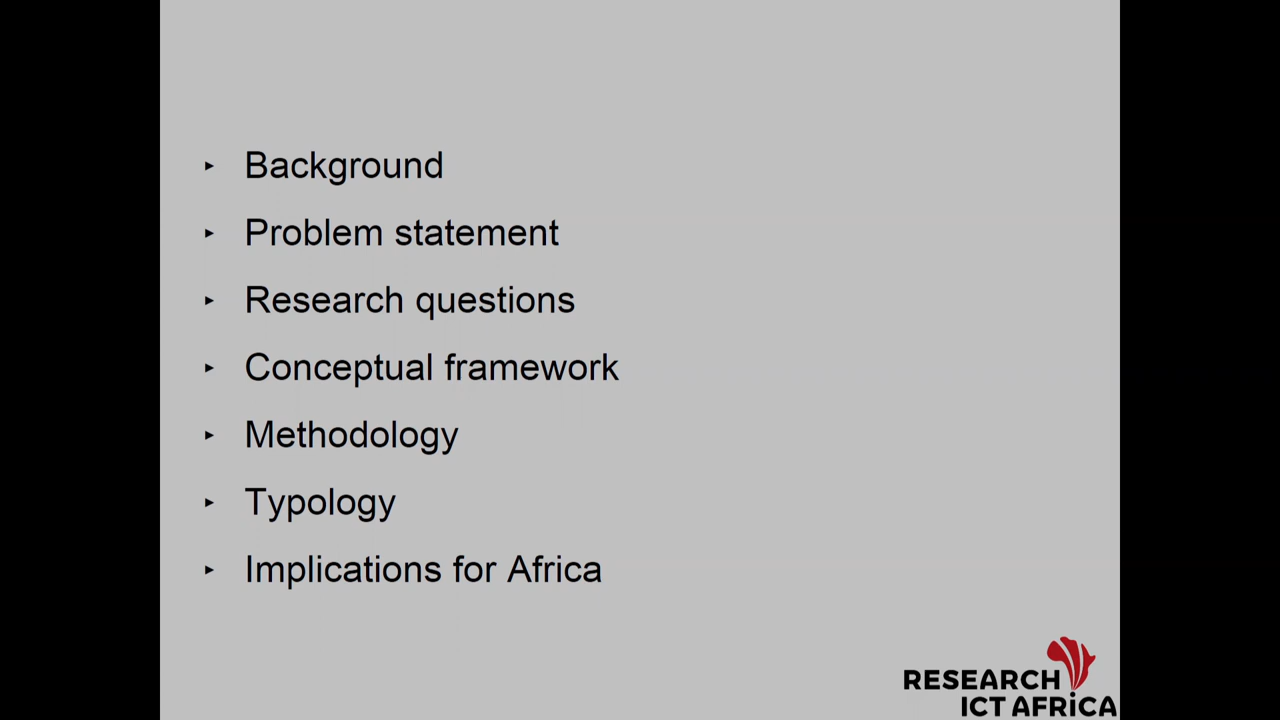 Background
Problem statement
Research questions
Conceptual framework
Methodology
Typology
Implications for Africa
RESEARCH
ICT AFRiCA